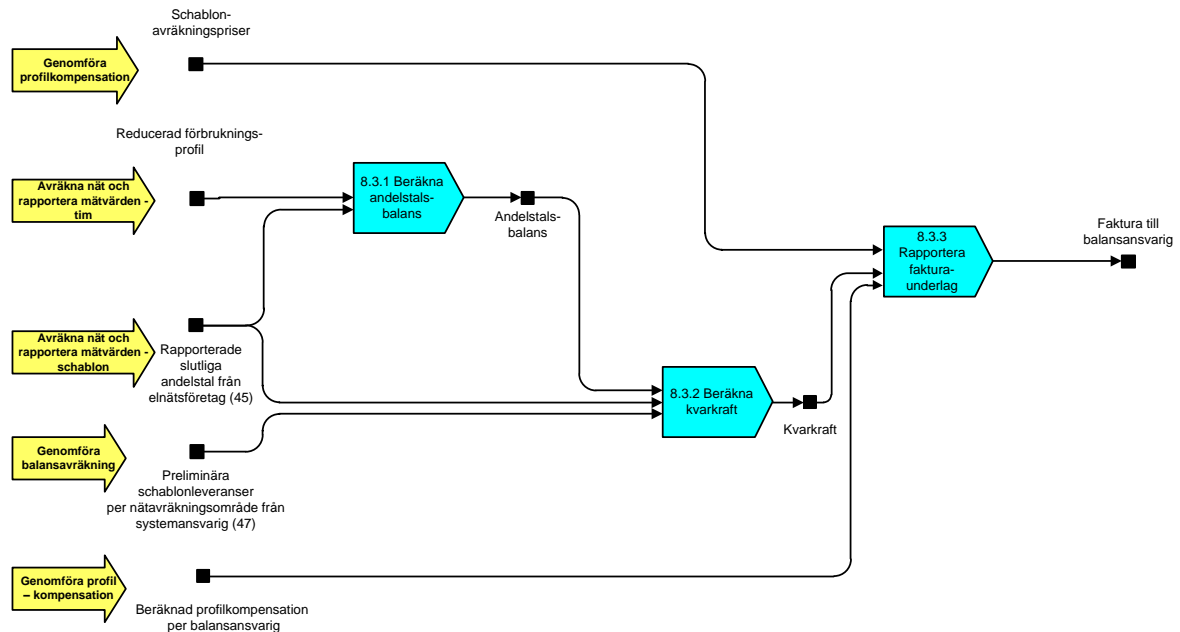 Schablon-
avräkningspriser
Genomföra
profilkompensation
Reducerad förbruknings-
profil
Avräkna nät och
rapportera mätvärden -
tim
8.3.1 Beräkna
andelstals-
balans
Andelstals-
balans
8.3.3
Rapportera
faktura-
underlag
Faktura till
balansansvarig
Avräkna nät och
rapportera mätvärden -
schablon
Rapporterade
slutliga
andelstal från
elnätsföretag (45)
8.3.2 Beräkna
kvarkraft
Kvarkraft
Genomföra
balansavräkning
Preliminära
schablonleveranser
per nätavräkningsområde från
systemansvarig (47)
Genomföra profil
– kompensation
Beräknad profilkompensation
per balansansvarig